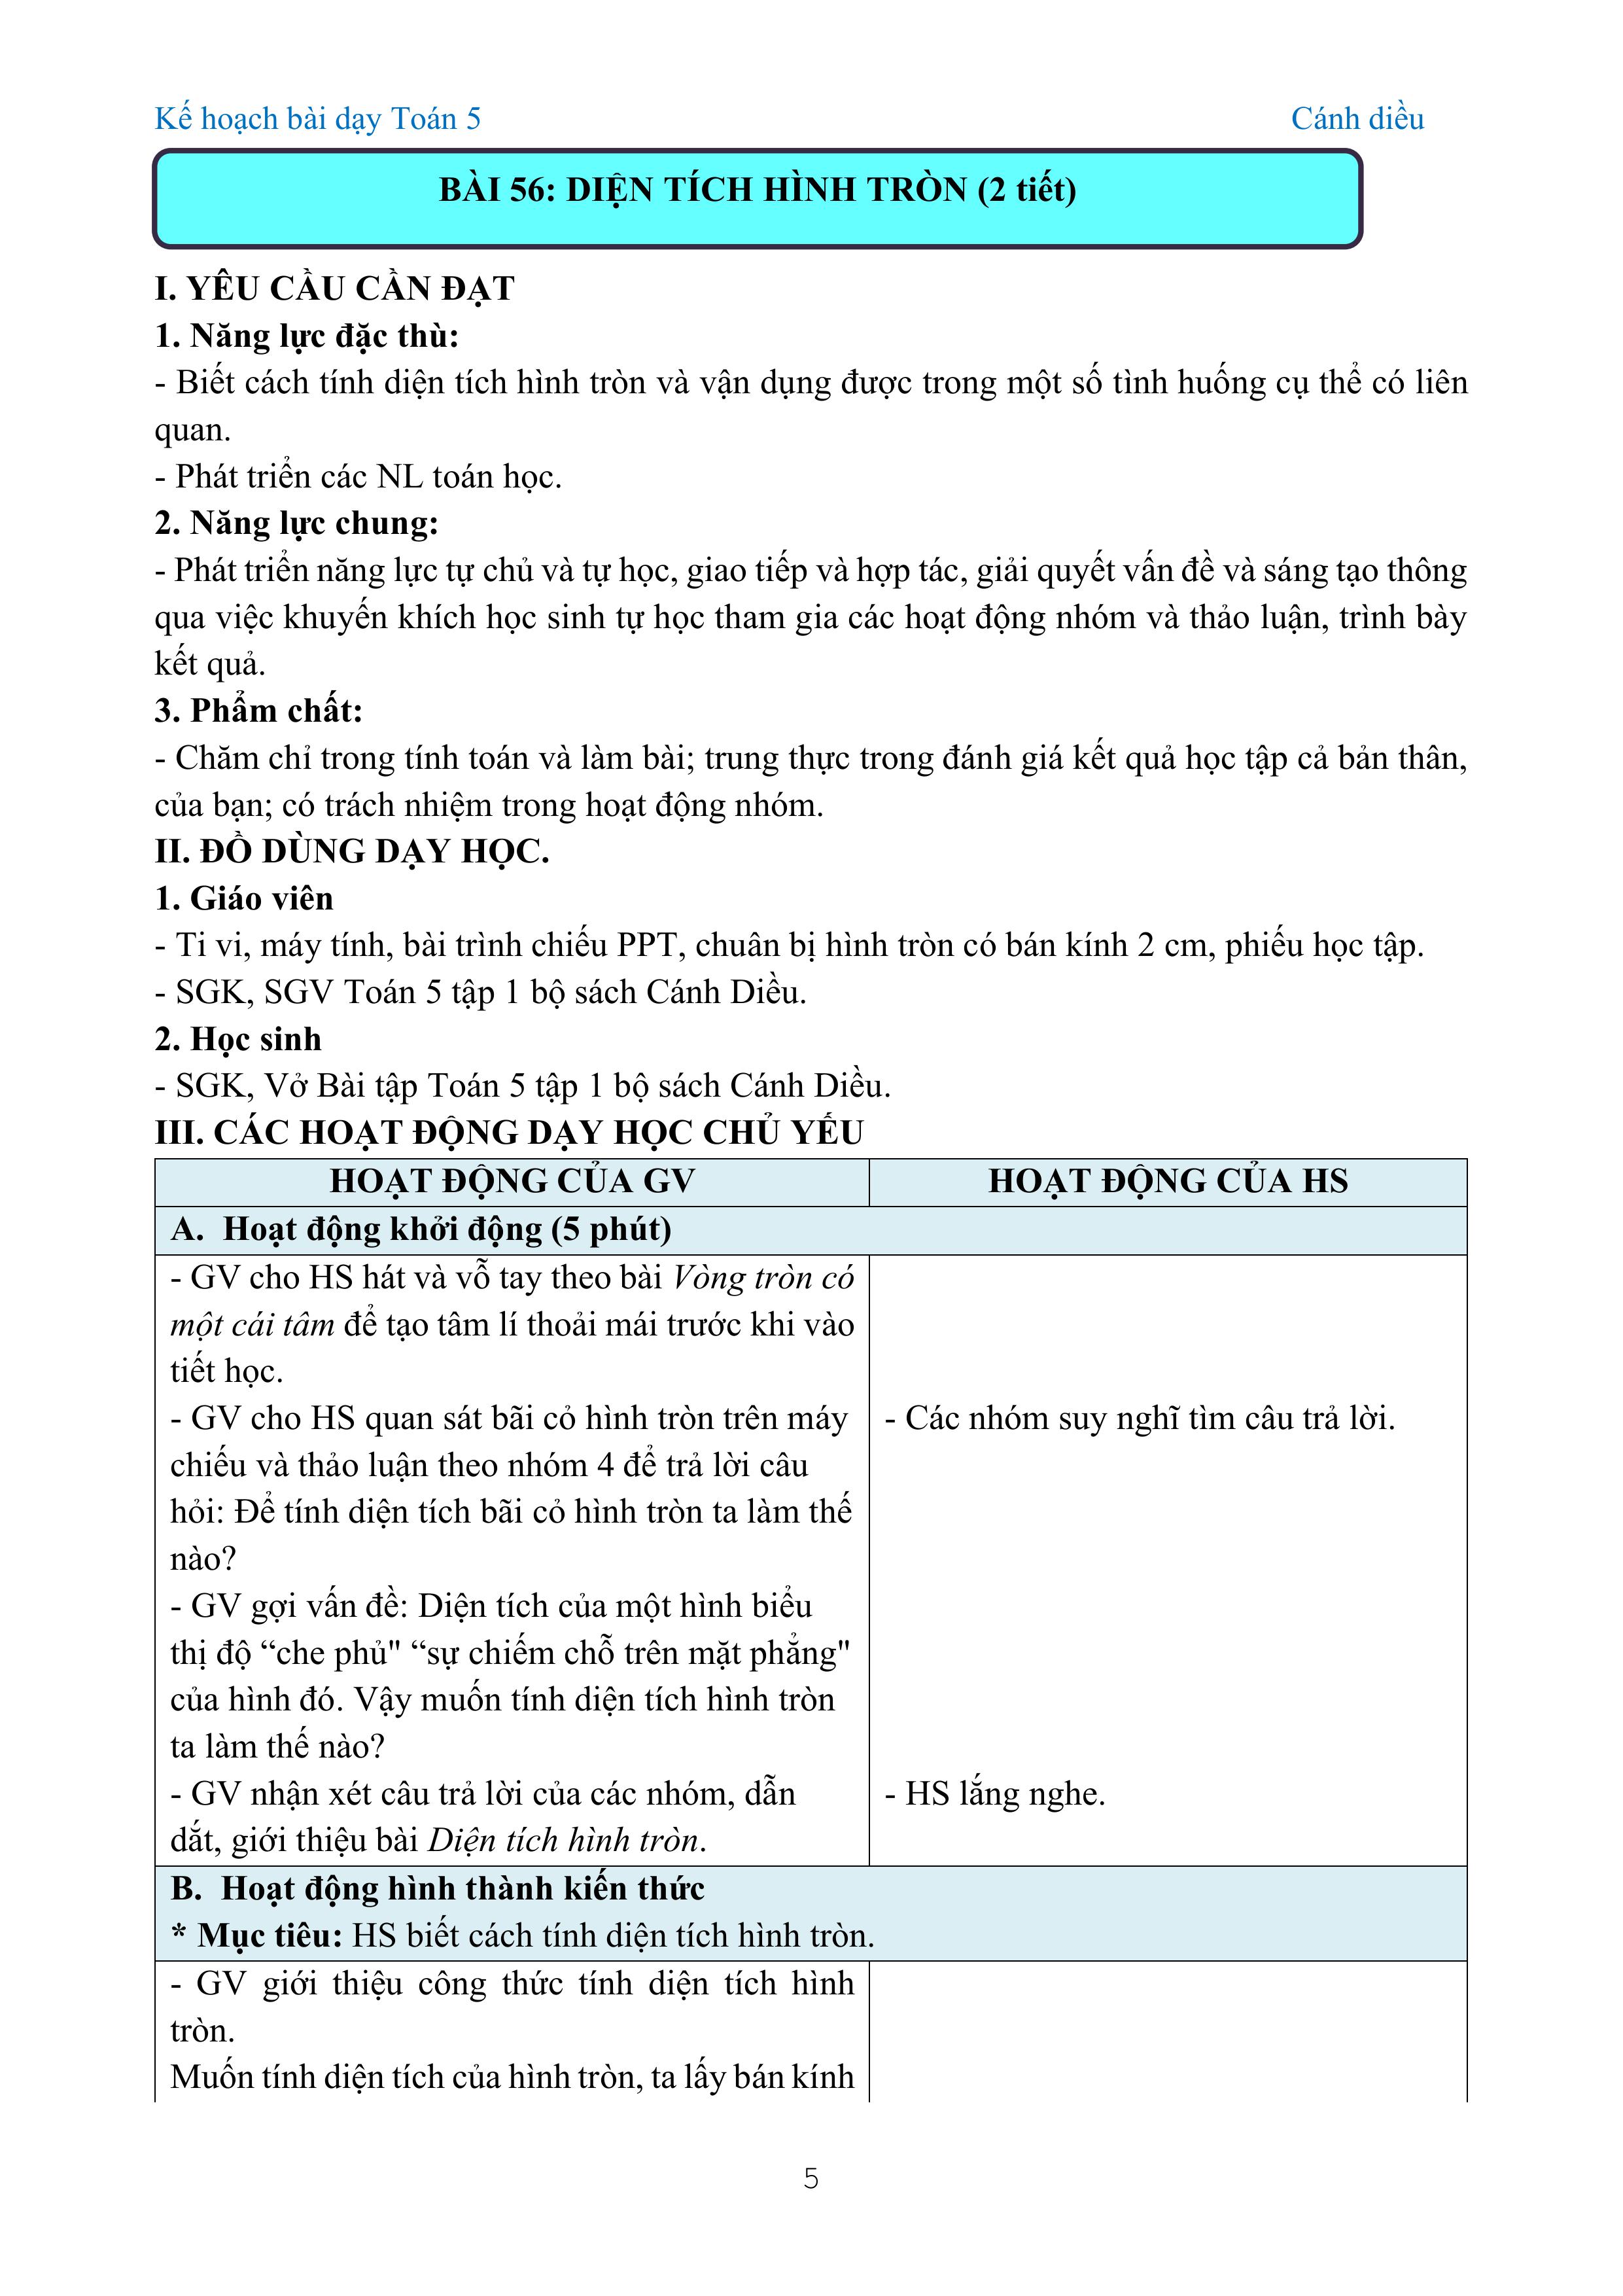 Kế hoạch bài dạy Toán 5 Cánh diều
BÀI 56: DIỆN TÍCH HÌNH TRÒN (2 tiết)
I. YÊU CẦU CẦN ĐẠT
1. Năng lực đặc thù:
- Biết cách tính diện tích hình tròn và vận dụng được trong một số tình huống cụ thể có liên
quan.
- Phát triển các NL toán học.
2. Năng lực chung:
- Phát triển năng lực tự chủ và tự học, giao tiếp và hợp tác, giải quyết vấn đề và sáng tạo thông
qua việc khuyến khích học sinh tự học tham gia các hoạt động nhóm và thảo luận, trình bày
kết quả.
3. Phẩm chất:
- Chăm chỉ trong tính toán và làm bài; trung thực trong đánh giá kết quả học tập cả bản thân,
của bạn; có trách nhiệm trong hoạt động nhóm.
II. ĐỒ DÙNG DẠY HỌC.
1. Giáo viên
- Ti vi, máy tính, bài trình chiếu PPT, chuân bị hình tròn có bán kính 2 cm, phiếu học tập.
- SGK, SGV Toán 5 tập 1 bộ sách Cánh Diều.
2. Học sinh
- SGK, Vở Bài tập Toán 5 tập 1 bộ sách Cánh Diều.
III. CÁC HOẠT ĐỘNG DẠY HỌC CHỦ YẾU
HOẠT ĐỘNG CỦA GV HOẠT ĐỘNG CỦA HS
A. Hoạt động khởi động (5 phút)
- GV cho HS hát và vỗ tay theo bài Vòng tròn có
một cái tâm để tạo tâm lí thoải mái trước khi vào
tiết học.
- GV cho HS quan sát bãi cỏ hình tròn trên máy
chiếu và thảo luận theo nhóm 4 để trả lời câu
hỏi: Để tính diện tích bãi cỏ hình tròn ta làm thế
nào?
- GV gợi vấn đề: Diện tích của một hình biểu
thị độ “che phủ" “sự chiếm chỗ trên mặt phẳng"
của hình đó. Vậy muốn tính diện tích hình tròn
ta làm thế nào?
- GV nhận xét câu trả lời của các nhóm, dẫn
dắt, giới thiệu bài Diện tích hình tròn.
- Các nhóm suy nghĩ tìm câu trả lời.
- HS lắng nghe.
B. Hoạt động hình thành kiến thức
* Mục tiêu: HS biết cách tính diện tích hình tròn.
- GV giới thiệu công thức tính diện tích hình
tròn.
Muốn tính diện tích của hình tròn, ta lấy bán kính
5